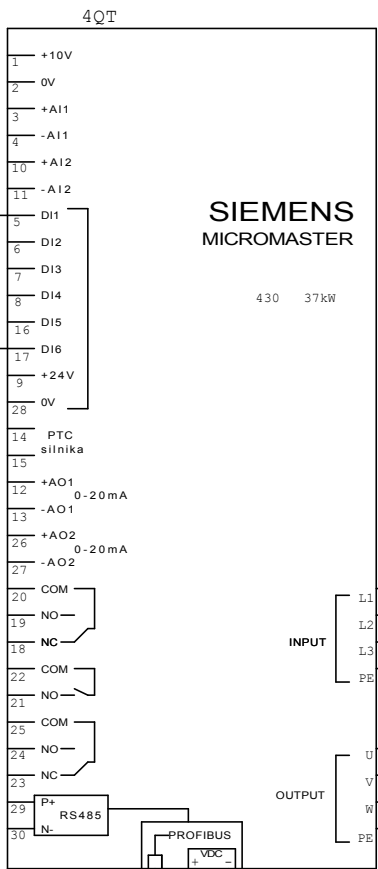 4QT
1 +10V
2 0V
3 +AI1
4 -AI1
10 +AI2
11 -AI2
5 DI1
6 DI2
7 DI3
8 DI4
16 DI5
17 DI6
9 +24V
28 0V
14 PTC
silnika
15
12 +AO1
0-20mA
13 -AO1
26 +AO2
0-20mA
27 -AO2
20 COM
19 NO
18 NC
22 COM
21 NO
25 COM
24 NO
23 NC
29 P+
RS485
30 N-
SIEMENS
MICROMASTER
430 37kW
INPUT
L1
L2
L3
PE
OUTPUT
U
V
W
PE
PROFIBUS
VDC
+ -